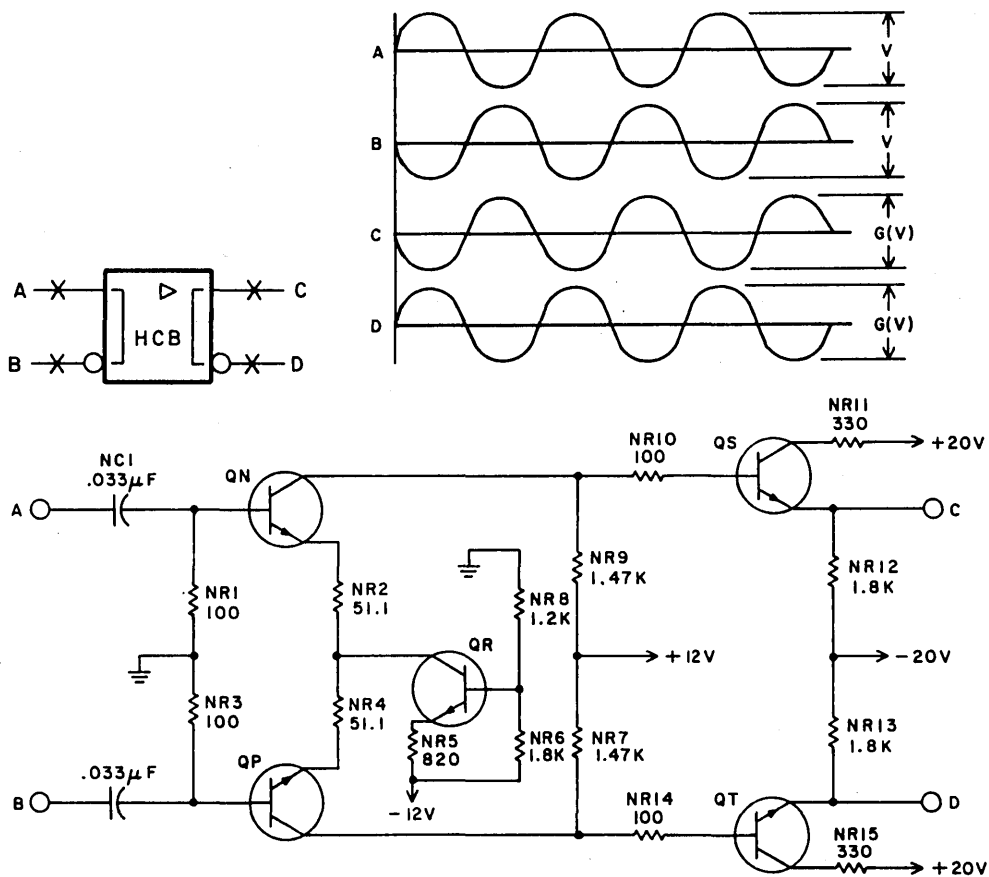 A
V
B
V
C
G(V)
D
G(V)
A
C
HCB
B
D
NR11
330
+20V
NR10
100
QS
NC1
.033µF
QN
A
C
NR9
1.47K
NR12
1.8K
NR8
1.2K
NR2
51.1
NR1
100
QR
+12V
-20V
NR3
100
NR4
51.1
NR5
820
NR6
1.8K
NR7
1.47K
NR13
1.8K
.033µF
QP
-12V
NR14
100
QT
B
D
NR15
330
+20V